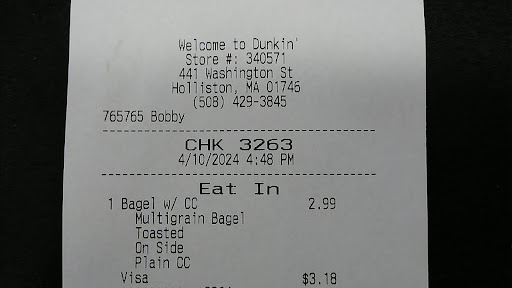 Welcome to Dunkin'
Store #: 340571
441 Washington St
Holliston, MA 01746
(508) 429-3845
765765 Bobby
CHK 3263
4/10/2024 4:48 PM
Eat In
1 Bagel w/ CC 2.99
Multigrain Bagel
Toasted
On Side
Plain CC
Visa $3.18